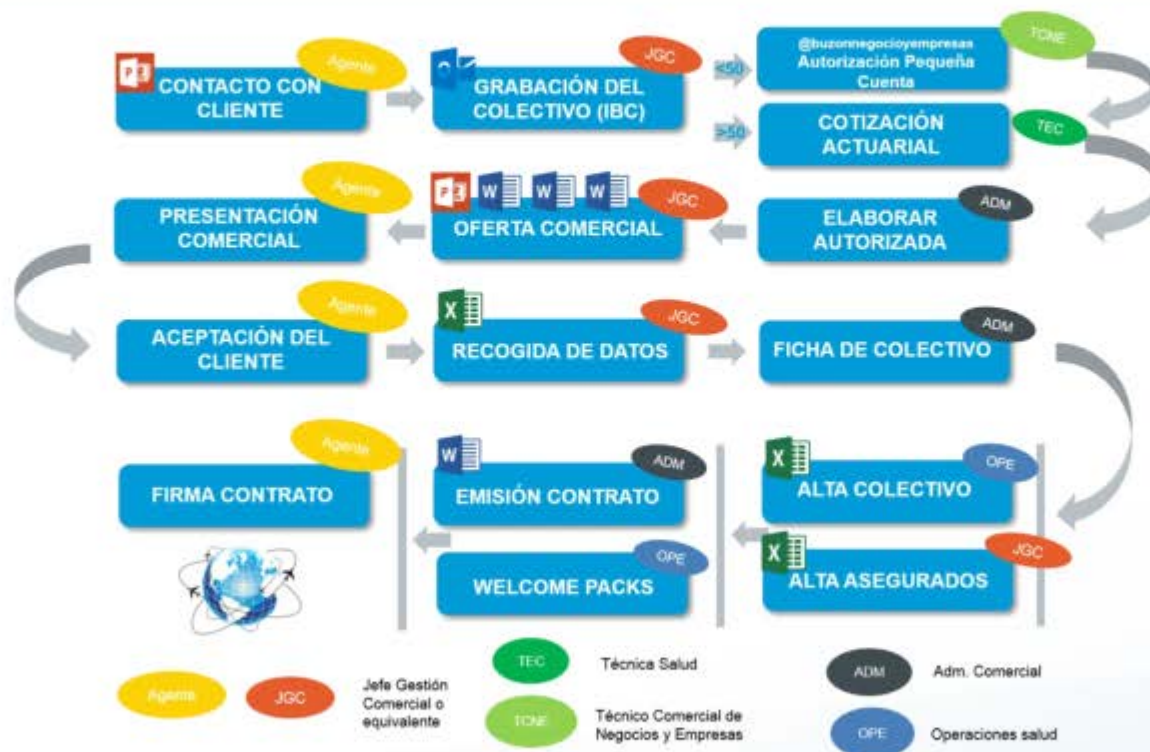 Agente
CONTACTO CON
CLIENTE
JGC
GRABACIÓN DEL
COLECTIVO (IBC)
<50
TCNE
@buzonnegocioyempresas
Autorización Pequeña
Cuenta
>50
TEC
COTIZACIÓN
ACTUARIAL
Agente
PRESENTACIÓN
COMERCIAL
JGC
OFERTA COMERCIAL
ADM
ELABORAR
AUTORIZADA
Agente
ACEPTACIÓN DEL
CLIENTE
JGC
RECOGIDA DE DATOS
ADM
FICHA DE COLECTIVO
Agente
FIRMA CONTRATO
ADM
EMISIÓN CONTRATO
OPE
ALTA COLECTIVO
OPE
WELCOME PACKS
JGC
ALTA ASEGURADOS
Agente
JGC
Jefe Gestión
Comercial o
equivalente
TEC
Técnica Salud
TCNE
Técnico Comercial de
Negocios y Empresas
ADM
Adm. Comercial
OPE
Operaciones salud